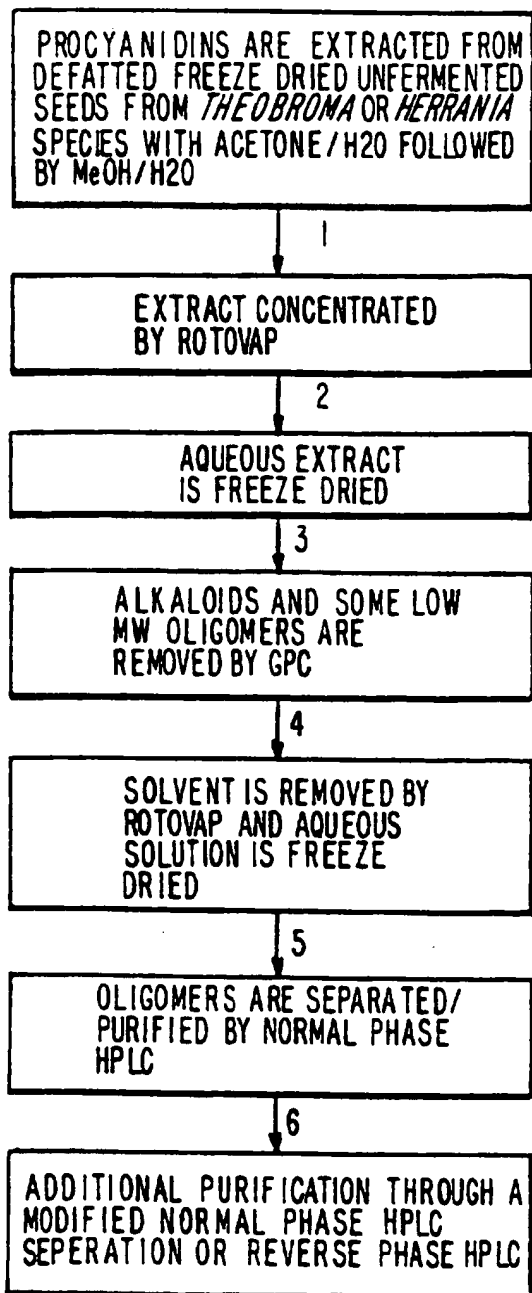 PROCYANIDINS ARE EXTRACTED FROM
DEFATTED FREEZE DRIED UNFERMENTED
SEEDS FROM THEOBROMA OR HERRANIA
SPECIES WITH ACETONE/H2O FOLLOWED
BY MeOH/H2O
1
EXTRACT CONCENTRATED
BY ROTOVAP
2
AQUEOUS EXTRACT
IS FREEZE DRIED
3
ALKALOIDS AND SOME LOW
MW OLIGOMERS ARE
REMOVED BY GPC
4
SOLVENT IS REMOVED BY
ROTOVAP AND AQUEOUS
SOLUTION IS FREEZE
DRIED
5
OLIGOMERS ARE SEPARATED/
PURIFIED BY NORMAL PHASE
HPLC
6
ADDITIONAL PURIFICATION THROUGH A
MODIFIED NORMAL PHASE HPLC
SEPERATION OR REVERSE PHASE HPLC